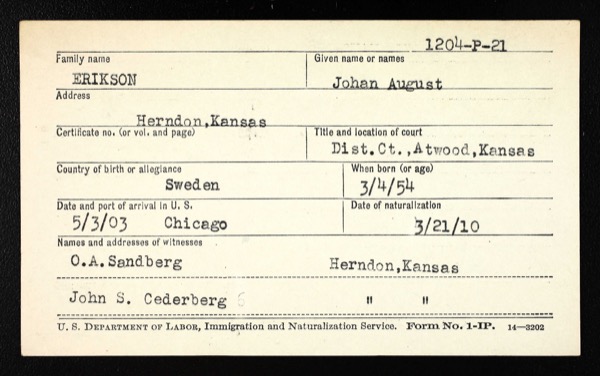 1204-P-21
Family name Given name or names
ERIKSON Johan August
Address
Herndon,Kansas
Certificate no. (or vol. and page) Title and location of court
Dist.Ct.,Atwood,Kansas
Country of birth or allegiance When born (or age)
Sweden 3/4/54
Date and port of arrival in U. S. Date of naturalization
5/3/03 Chicago 3/21/10
Names and addresses of witnesses
O.A.Sandberg Herndon,Kansas
John S. Cederberg " "
U. S. DEPARTMENT OF LABOR, Immigration and Naturalization Service. Form No. 1-IP. 14—3202